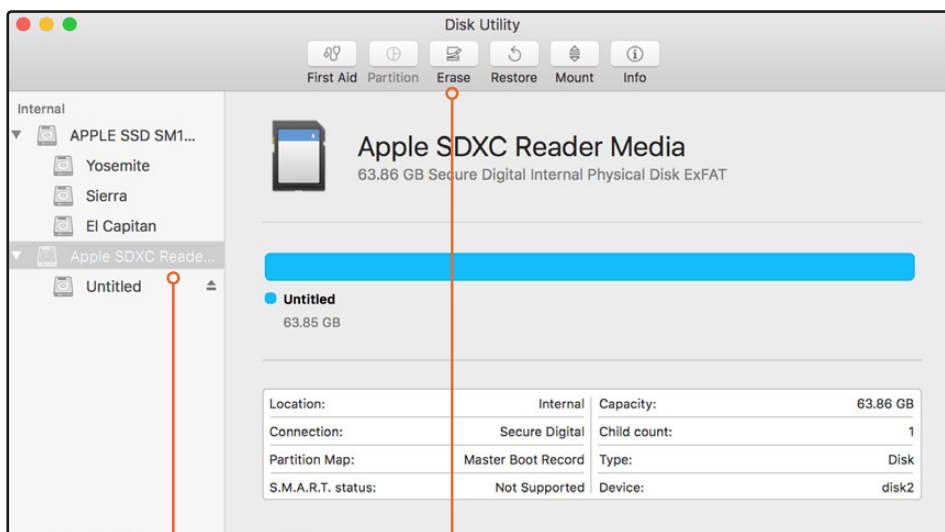 Disk Utility
First Aid Partition Erase Restore Mount Info
Internal
APPLE SSD SM1...
Yosemite
Sierra
El Capitan
Apple SDXC Reade...
Untitled
Apple SDXC Reader Media
63.86 GB Secure Digital Internal Physical Disk ExFAT
Untitled
63.85 GB
Location: Internal Capacity: 63.86 GB
Connection: Secure Digital Child count: 1
Partition Map: Master Boot Record Type: Disk
S.M.A.R.T. status: Not Supported Device: disk2